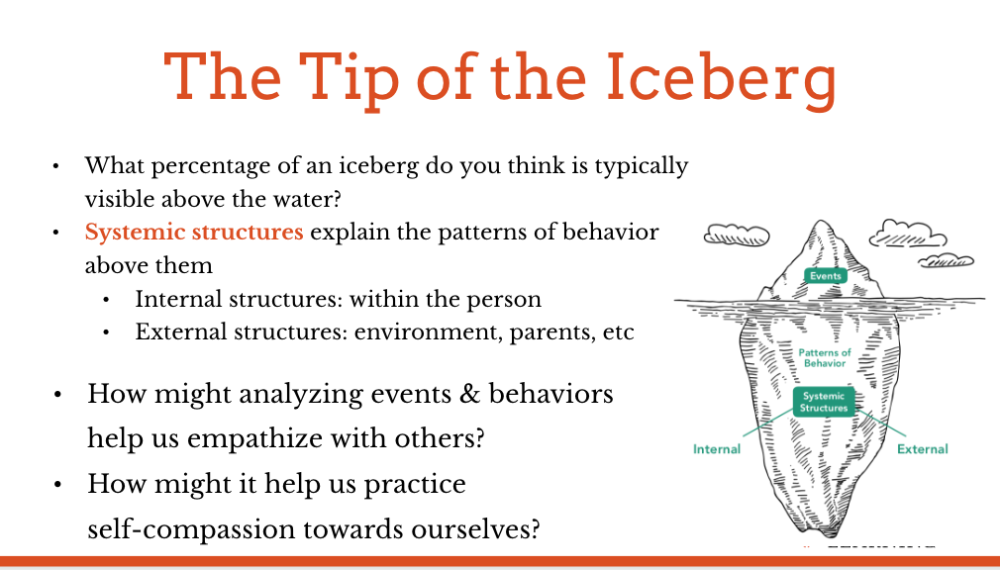 The Tip of the Iceberg
• What percentage of an iceberg do you think is typically
visible above the water?
• Systemic structures explain the patterns of behavior
above them
• Internal structures: within the person
• External structures: environment, parents, etc
• How might analyzing events & behaviors
help us empathize with others?
• How might it help us practice
self-compassion towards ourselves?
Events
Patterns of
Behavior
Systemic
Structures
Internal
External